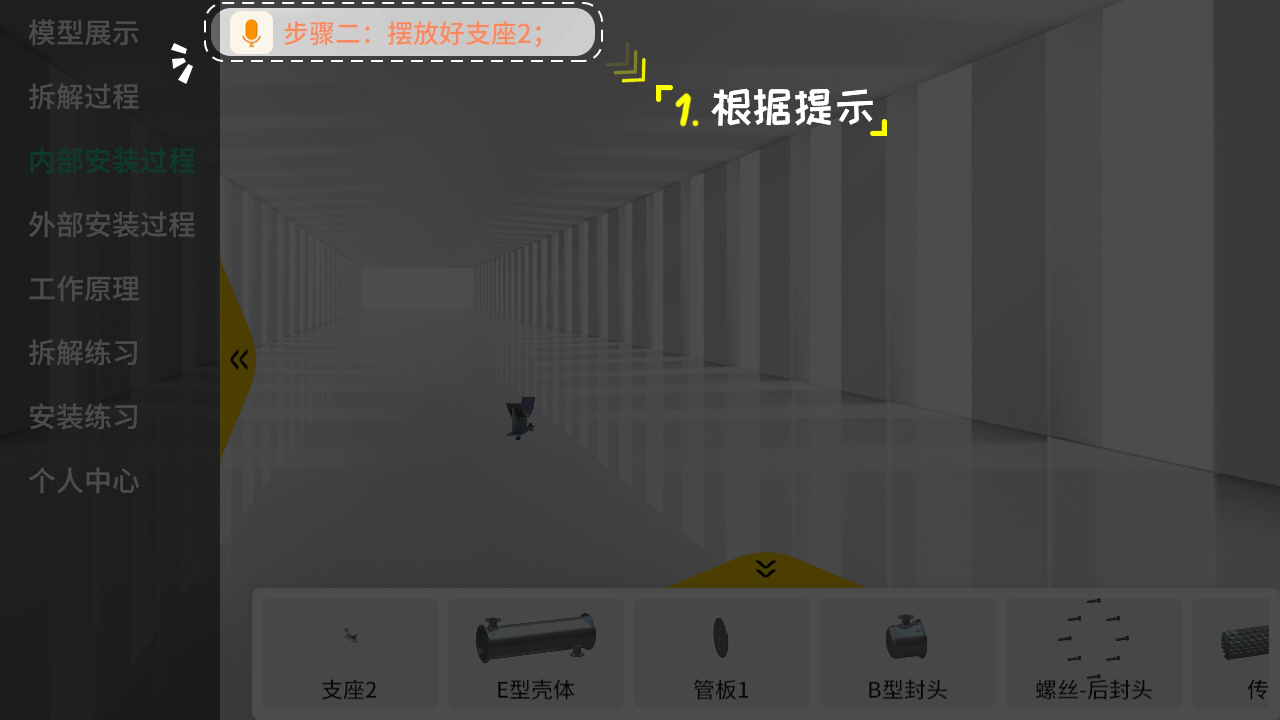 步骤二：摆放好支座2；
1. 根据提示
模型展示
拆解过程
内部安装过程
外部安装过程
工作原理
拆解练习
安装练习
个人中心
支座2
E型壳体
管板1
B型封头
螺丝-后封头
传